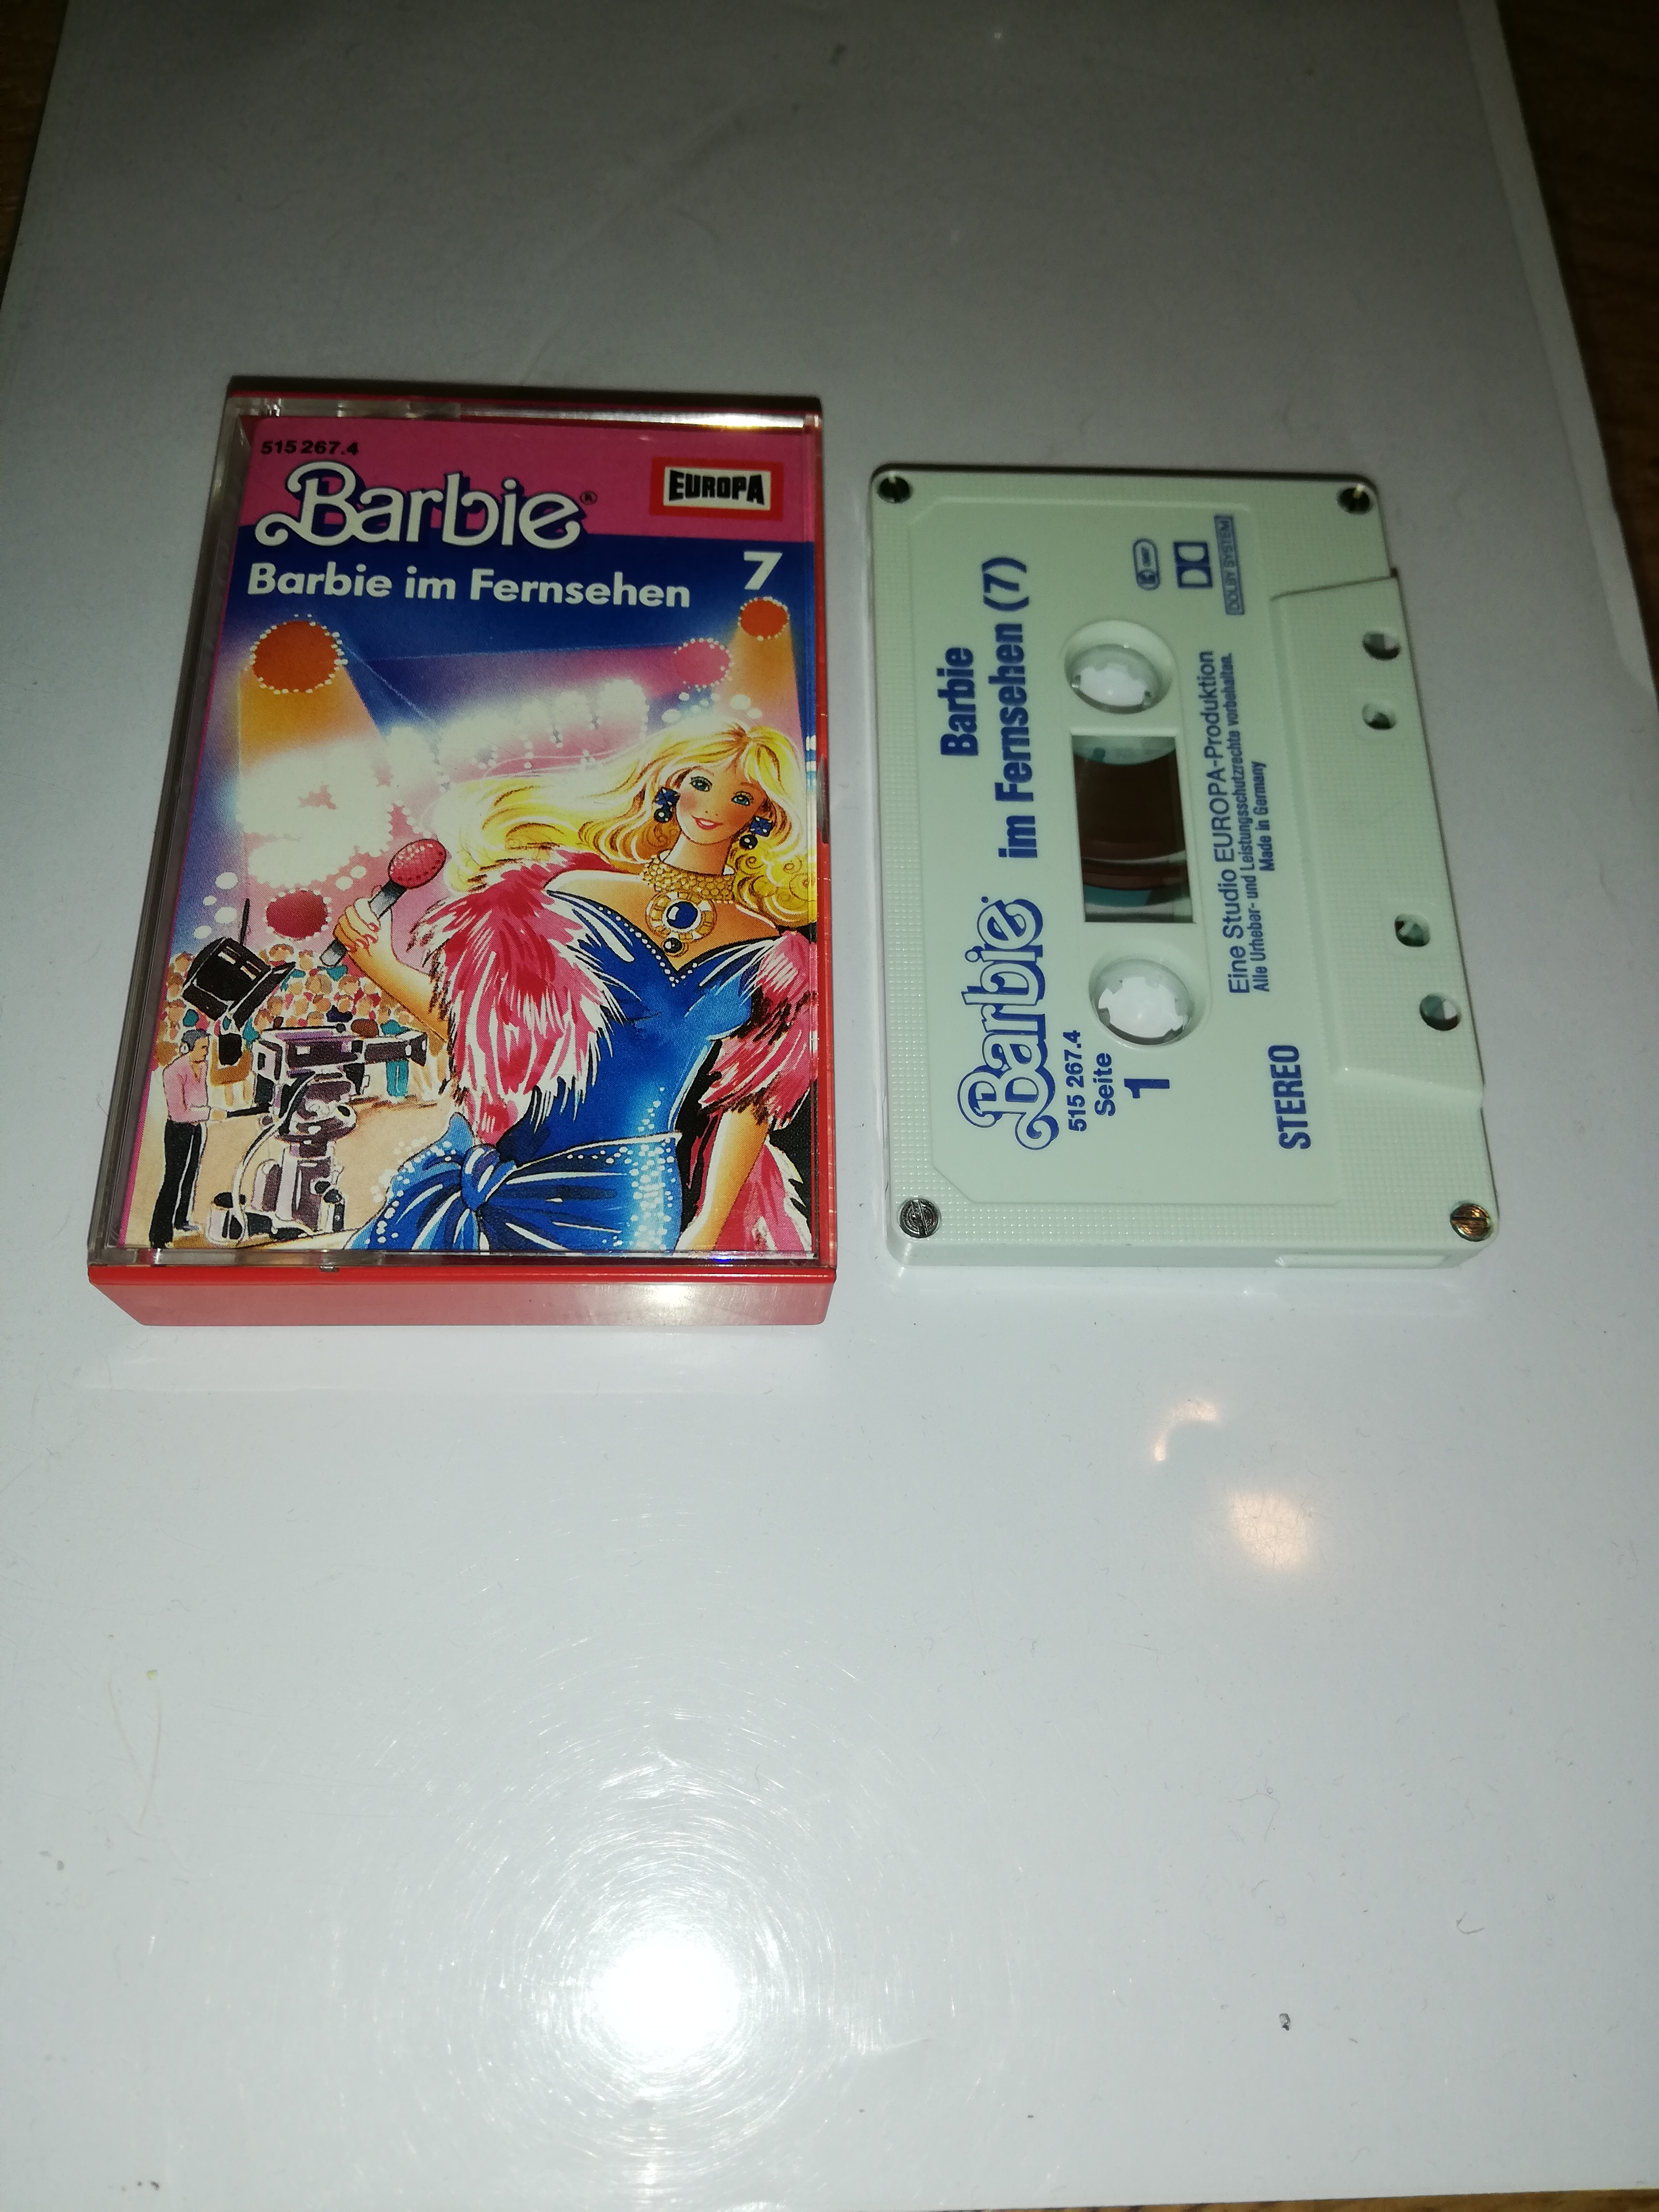 515 267.4
Barbie®
EUROPA
Barbie im Fernsehen
7
Barbie
Barbie
im Fernsehen (7)
515 267.4
Seite
1
DOLBY SYSTEM
Eine Studio EUROPA-Produktion
Alle Urheber- und Leistungsschutzrechte vorbehalten.
Made in Germany
STEREO